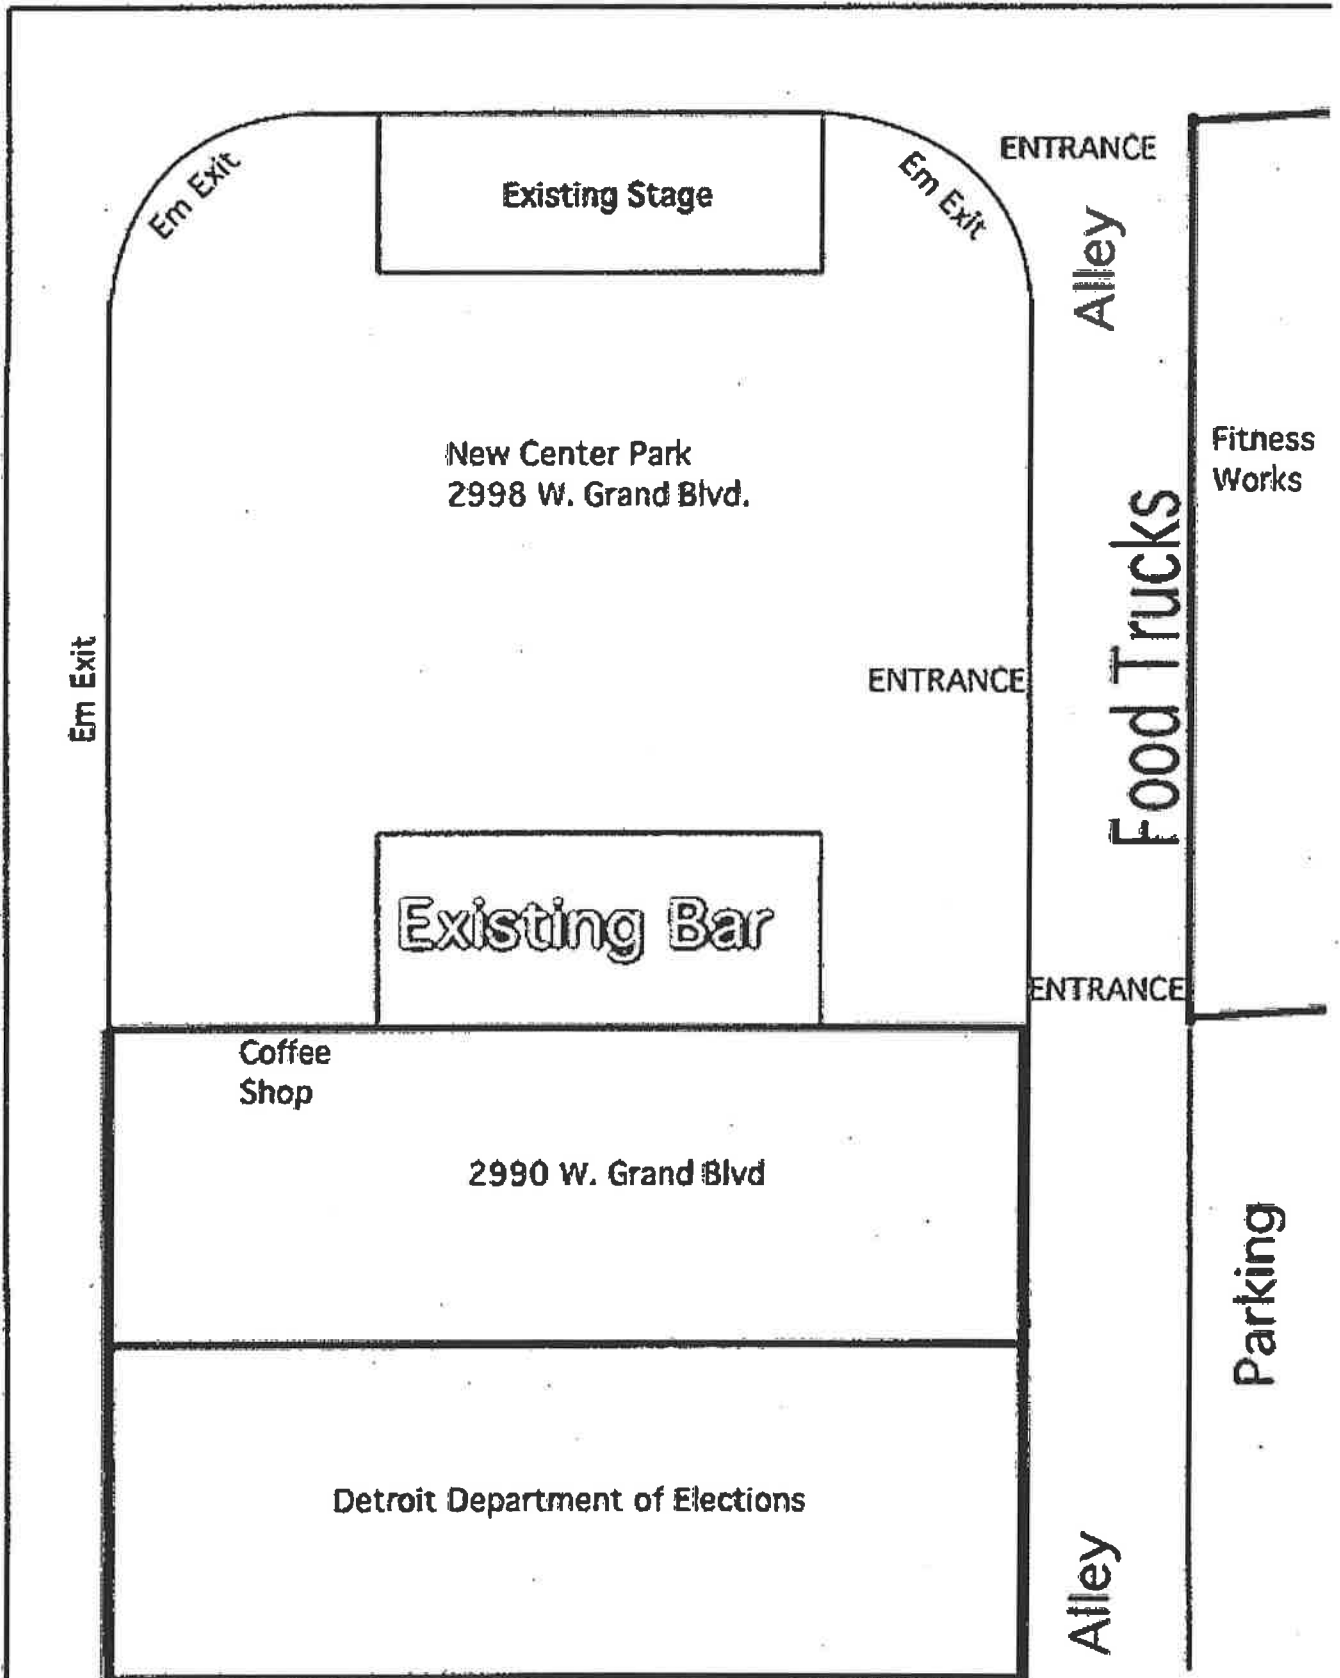 ENTRANCE
Em Exit
Existing Stage
Em Exit
Alley
New Center Park
2998 W. Grand Blvd.
Fitness
Works
Food Trucks
Em Exit
ENTRANCE
Existing Bar
ENTRANCE
Coffee
Shop
2990 W. Grand Blvd
Parking
Detroit Department of Elections
Alley